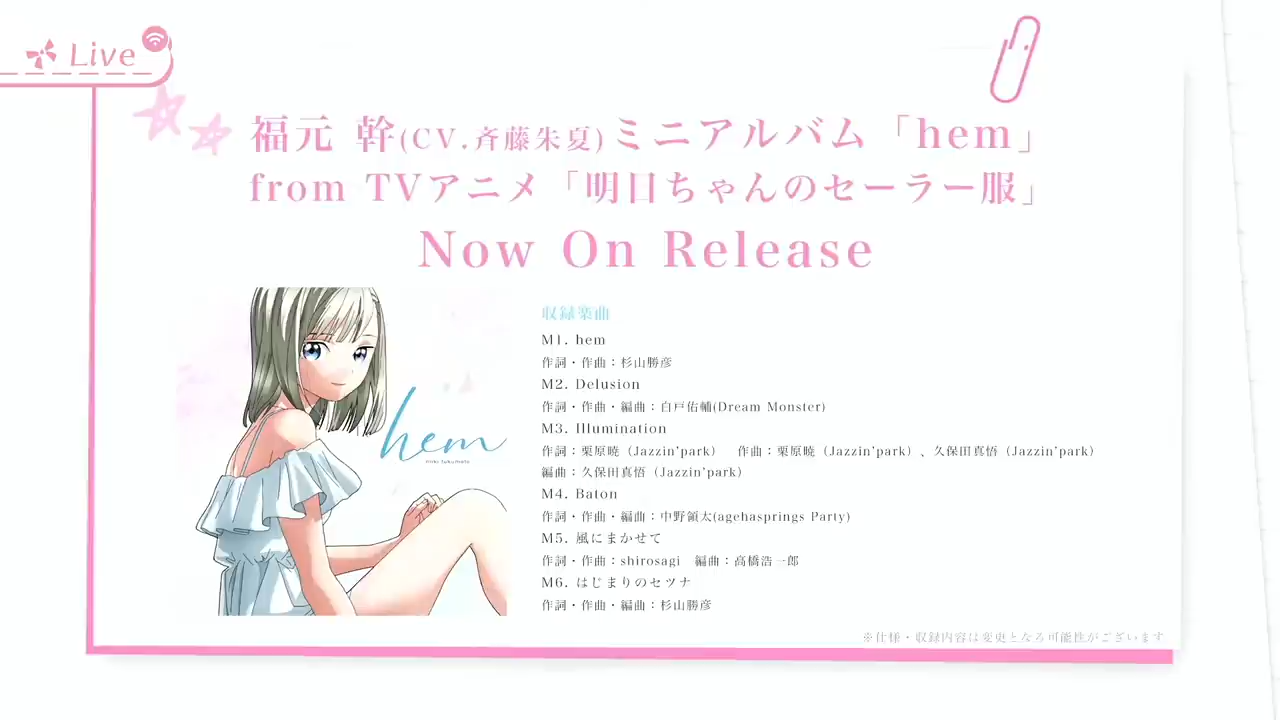 Live
福元 幹(CV.斉藤朱夏)ミニアルバム「hem」
from TVアニメ「明日ちゃんのセーラー服」
Now On Release
hem
miki fukumoto
収録楽曲
M1. hem
作詞・作曲：杉山勝彦
M2. Delusion
作詞・作曲・編曲：白戸佑輔(Dream Monster)
M3. Illumination
作詞：栗原暁（Jazzin'park） 作曲：栗原暁（Jazzin'park）、久保田真悟（Jazzin'park）
編曲：久保田真悟（Jazzin'park）
M4. Baton
作詞・作曲・編曲：中野領太(agehasprings Party)
M5. 風にまかせて
作詞・作曲：shirosagi 編曲：高橋浩一郎
M6. はじまりのセツナ
作詞・作曲・編曲：杉山勝彦
※仕様・収録内容は変更となる可能性がございます